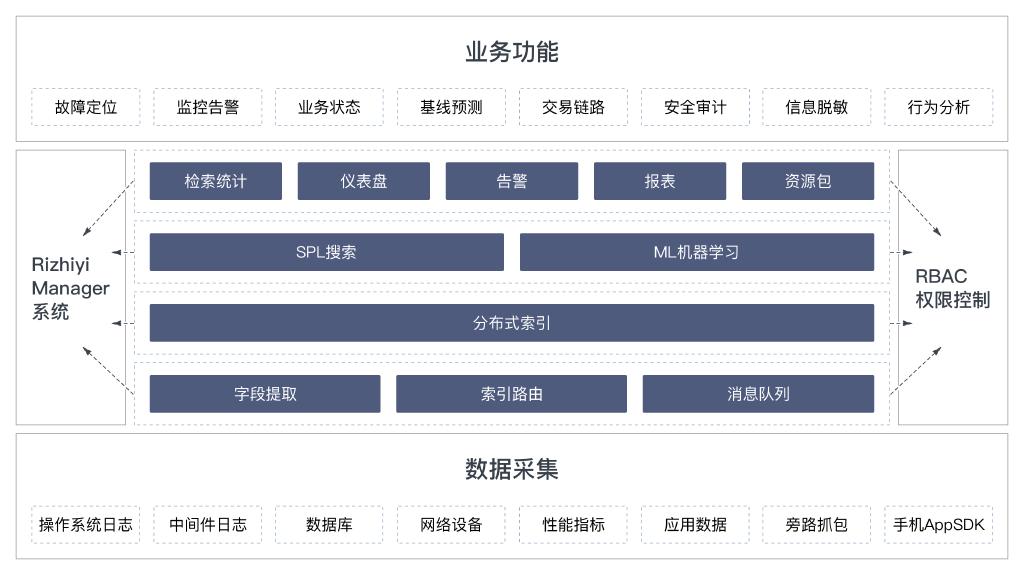 业务功能
故障定位 监控告警 业务状态 基线预测 交易链路 安全审计 信息脱敏 行为分析
检索统计 仪表盘 告警 报表 资源包
SPL搜索 ML机器学习
Rizhiyi
Manager
系统
RBAC
权限控制
分布式索引
字段提取 索引路由 消息队列
数据采集
操作系统日志 中间件日志 数据库 网络设备 性能指标 应用数据 旁路抓包 手机AppSDK